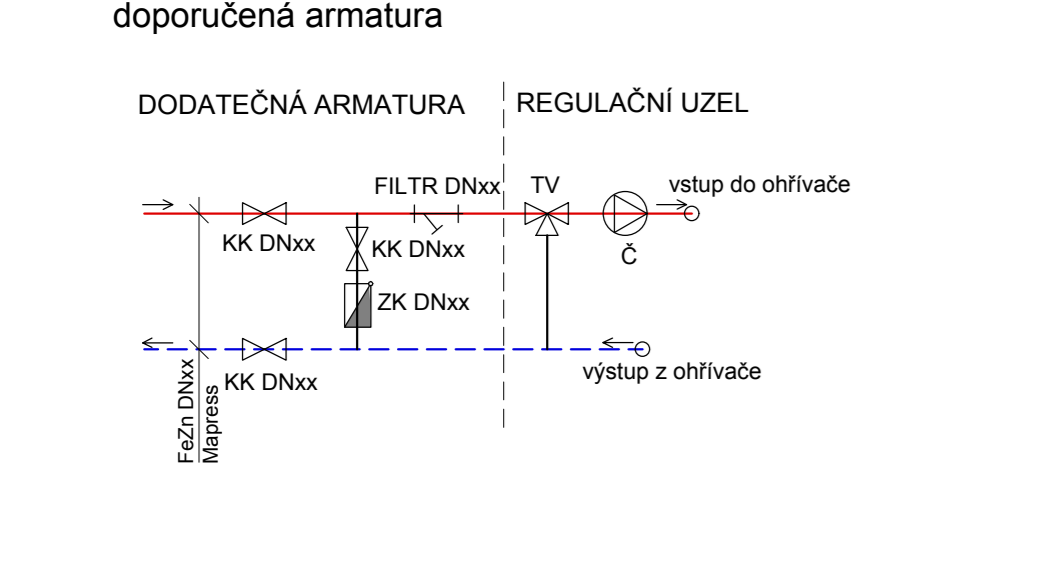 doporučená armatura
DODATEČNÁ ARMATURA
REGULAČNÍ UZEL
FILTR DNxx
TV
vstup do ohřívače
KK DNxx
KK DNxx
Č
ZK DNxx
výstup z ohřívače
KK DNxx
FeZn DNxx
Mapress